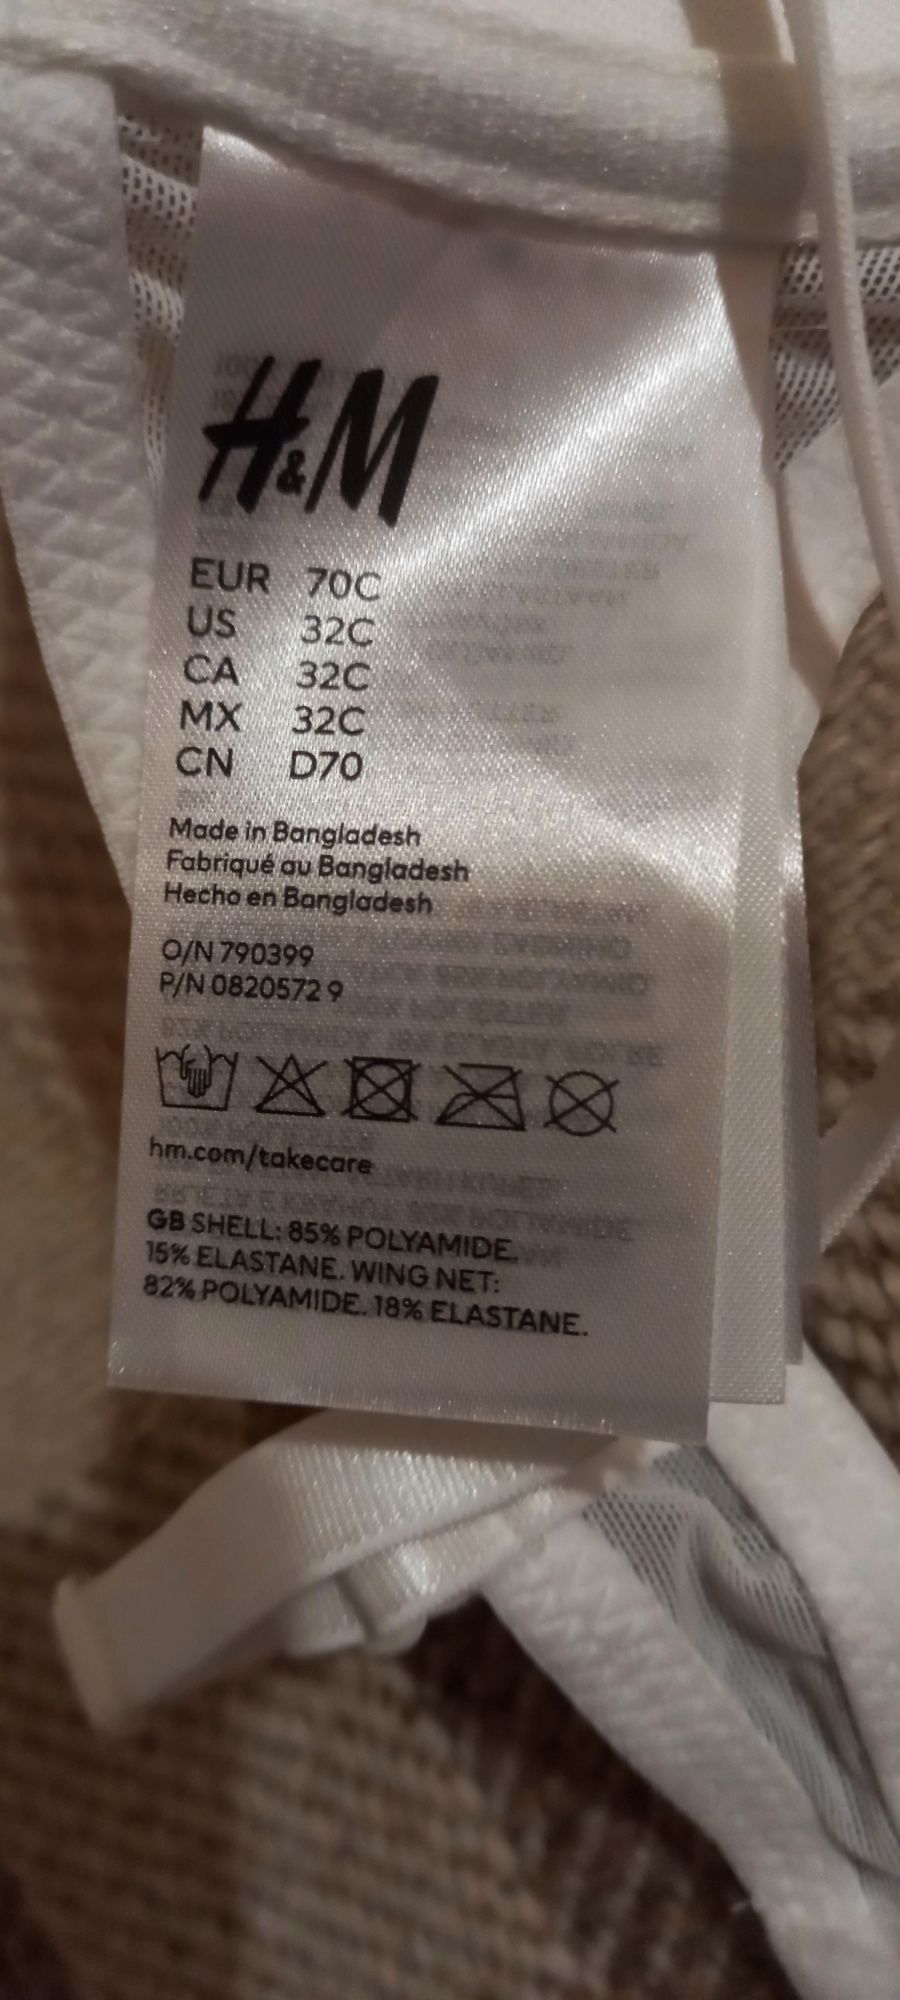 H&M
EUR 70C
US 32C
CA 32C
MX 32C
CN D70
Made in Bangladesh
Fabriqué au Bangladesh
Hecho en Bangladesh
O/N 790399
P/N 0820572 9
hm.com/takecare
GB SHELL: 85% POLYAMIDE.
15% ELASTANE. WING NET:
82% POLYAMIDE. 18% ELASTANE.